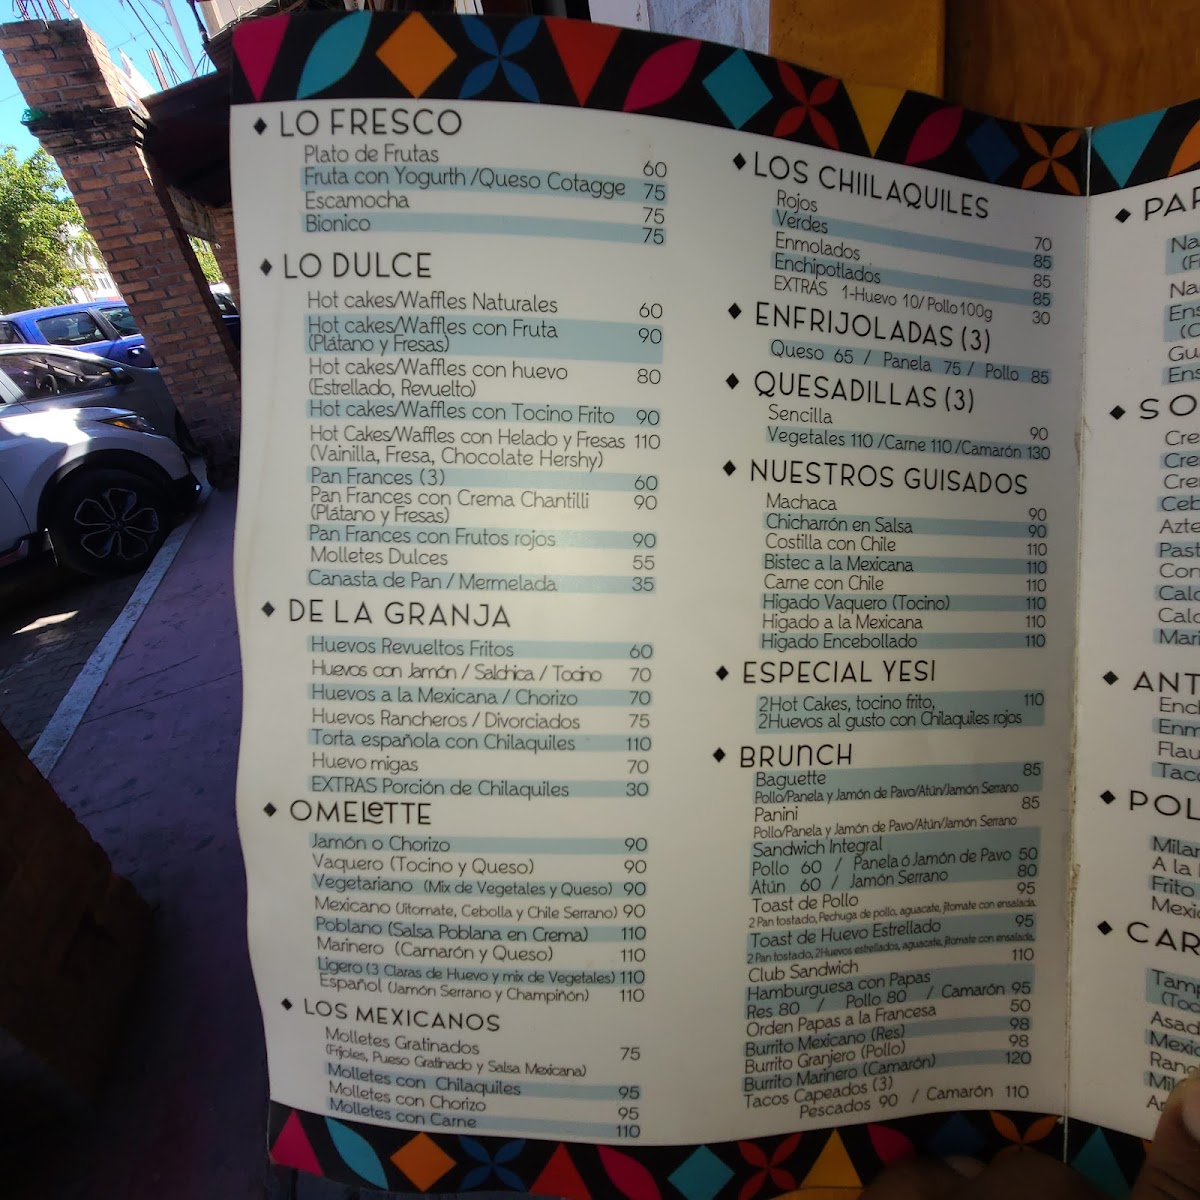 LO FRESCO
Plato de Frutas 60
Fruta con Yogurth /Queso Cotagge 75
Escamocha 75
Bionico 75
LO DULCE
Hot cakes/Waffles Naturales 60
Hot cakes/Waffles con Fruta 90
(Plátano y Fresas)
Hot cakes/Waffles con huevo 80
(Estrellado, Revuelto)
Hot cakes/Waffles con Tocino Frito 90
Hot Cakes/Waffles con Helado y Fresas 110
(Vainilla, Fresa, Chocolate Hershy)
Pan Frances (3) 60
Pan Frances con Crema Chantilli 90
(Plátano y Fresas)
Pan Frances con Frutos rojos 90
Molletes Dulces 55
Canasta de Pan / Mermelada 35
DE LA GRANJA
Huevos Revueltos Fritos 60
Huevos con Jamón / Salchica / Tocino 70
Huevos a la Mexicana / Chorizo 70
Huevos Rancheros / Divorciados 75
Torta española con Chilaquiles 110
Huevo migas 70
EXTRAS Porción de Chilaquiles 30
OMELETTE
Jamón o Chorizo 90
Vaquero (Tocino y Queso) 90
Vegetariano (Mix de Vegetales y Queso) 90
Mexicano (Jitomate, Cebolla y Chile Serrano) 90
Poblano (Salsa Poblana en Crema) 110
Marinero (Camarón y Queso) 110
Ligero (3 Claras de Huevo y mix de Vegetales) 110
Español (Jamón Serrano y Champiñón) 110
LOS MEXICANOS
Molletes Gratinados 75
(Frijoles, Pueso Gratinado y Salsa Mexicana)
Molletes con Chilaquiles 95
Molletes con Chorizo 95
Molletes con Carne 110
LOS CHIILAQUILES
Rojos 70
Verdes 85
Enmolados 85
Enchipotlados 85
EXTRAS 1-Huevo 10/ Pollo 100g 30
ENFRIJOLADAS (3)
Queso 65 / Panela 75 / Pollo 85
QUESADILLAS (3)
Sencilla 90
Vegetales 110 /Carne 110 /Camarón 130
NUESTROS GUISADOS
Machaca 90
Chicharrón en Salsa 90
Costilla con Chile 110
Bistec a la Mexicana 110
Carne con Chile 110
Higado Vaquero (Tocino) 110
Higado a la Mexicana 110
Higado Encebollado 110
ESPECIAL YESI
2Hot Cakes, tocino frito, 110
2Huevos al gusto con Chilaquiles rojos
BRUNCH
Baguette 85
Pollo/Panela y Jamón de Pavo/Atún/Jamón Serrano
Panini 85
Pollo/Panela y Jamón de Pavo/Atún/Jamón Serrano
Sandwich Integral
Pollo 60 / Panela ó Jamón de Pavo 50
Atún 60 / Jamón Serrano 80
Toast de Pollo 95
2 Pan tostado, Pechuga de pollo, aguacate, jitomate con ensalada.
Toast de Huevo Estrellado 95
2 Pan tostado, 2Huevos estrellados, aguacate, jitomate con ensalada.
Club Sandwich 110
Hamburguesa con Papas
Res 80 / Pollo 80 / Camarón 95
Orden Papas a la Francesa 50
Burrito Mexicano (Res) 98
Burrito Granjero (Pollo) 98
Burrito Marinero (Camarón) 120
Tacos Capeados (3)
Pescados 90 / Camarón 110